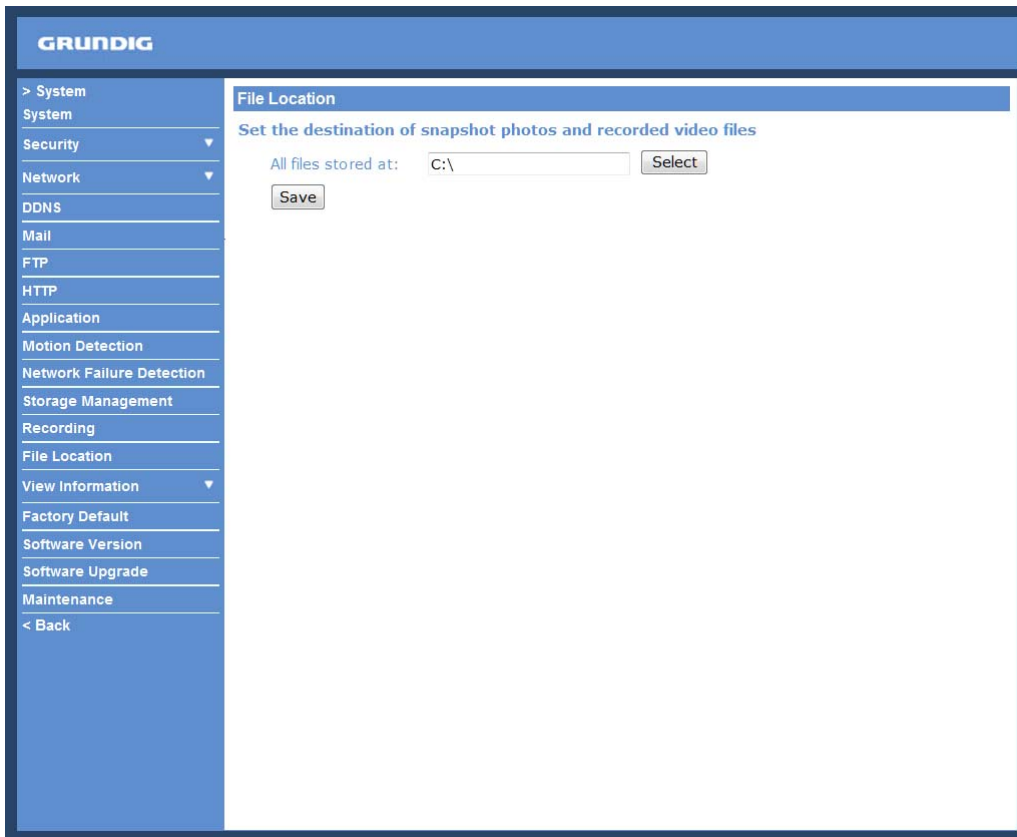 GRUNDIG
> System
System
Security
Network
DDNS
Mail
FTP
HTTP
Application
Motion Detection
Network Failure Detection
Storage Management
Recording
File Location
View Information
Factory Default
Software Version
Software Upgrade
Maintenance
< Back
File Location
Set the destination of snapshot photos and recorded video files
All files stored at: C:\ Select
Save